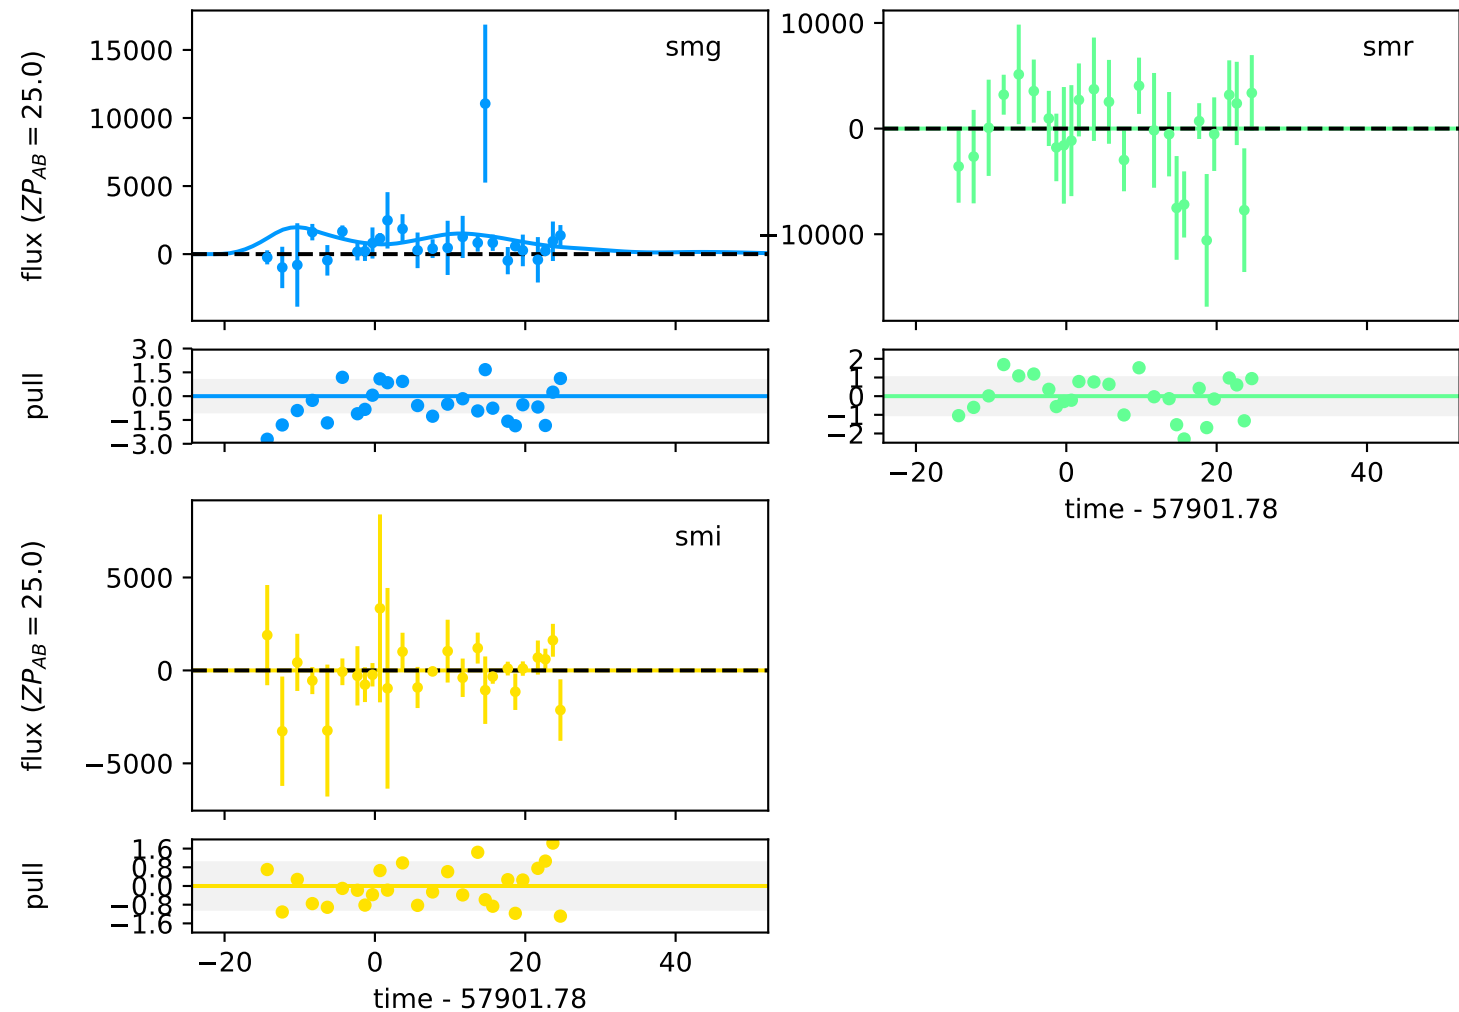 smg
15000
10000
5000
0
flux (ZP_AB = 25.0)
smr
10000
0
−10000
3.0
1.5
0.0
−1.5
−3.0
pull
2
1
0
−1
−2
−20 0 20 40
time - 57901.78
smi
5000
0
−5000
flux (ZP_AB = 25.0)
1.6
0.8
0.0
−0.8
−1.6
pull
−20 0 20 40
time - 57901.78